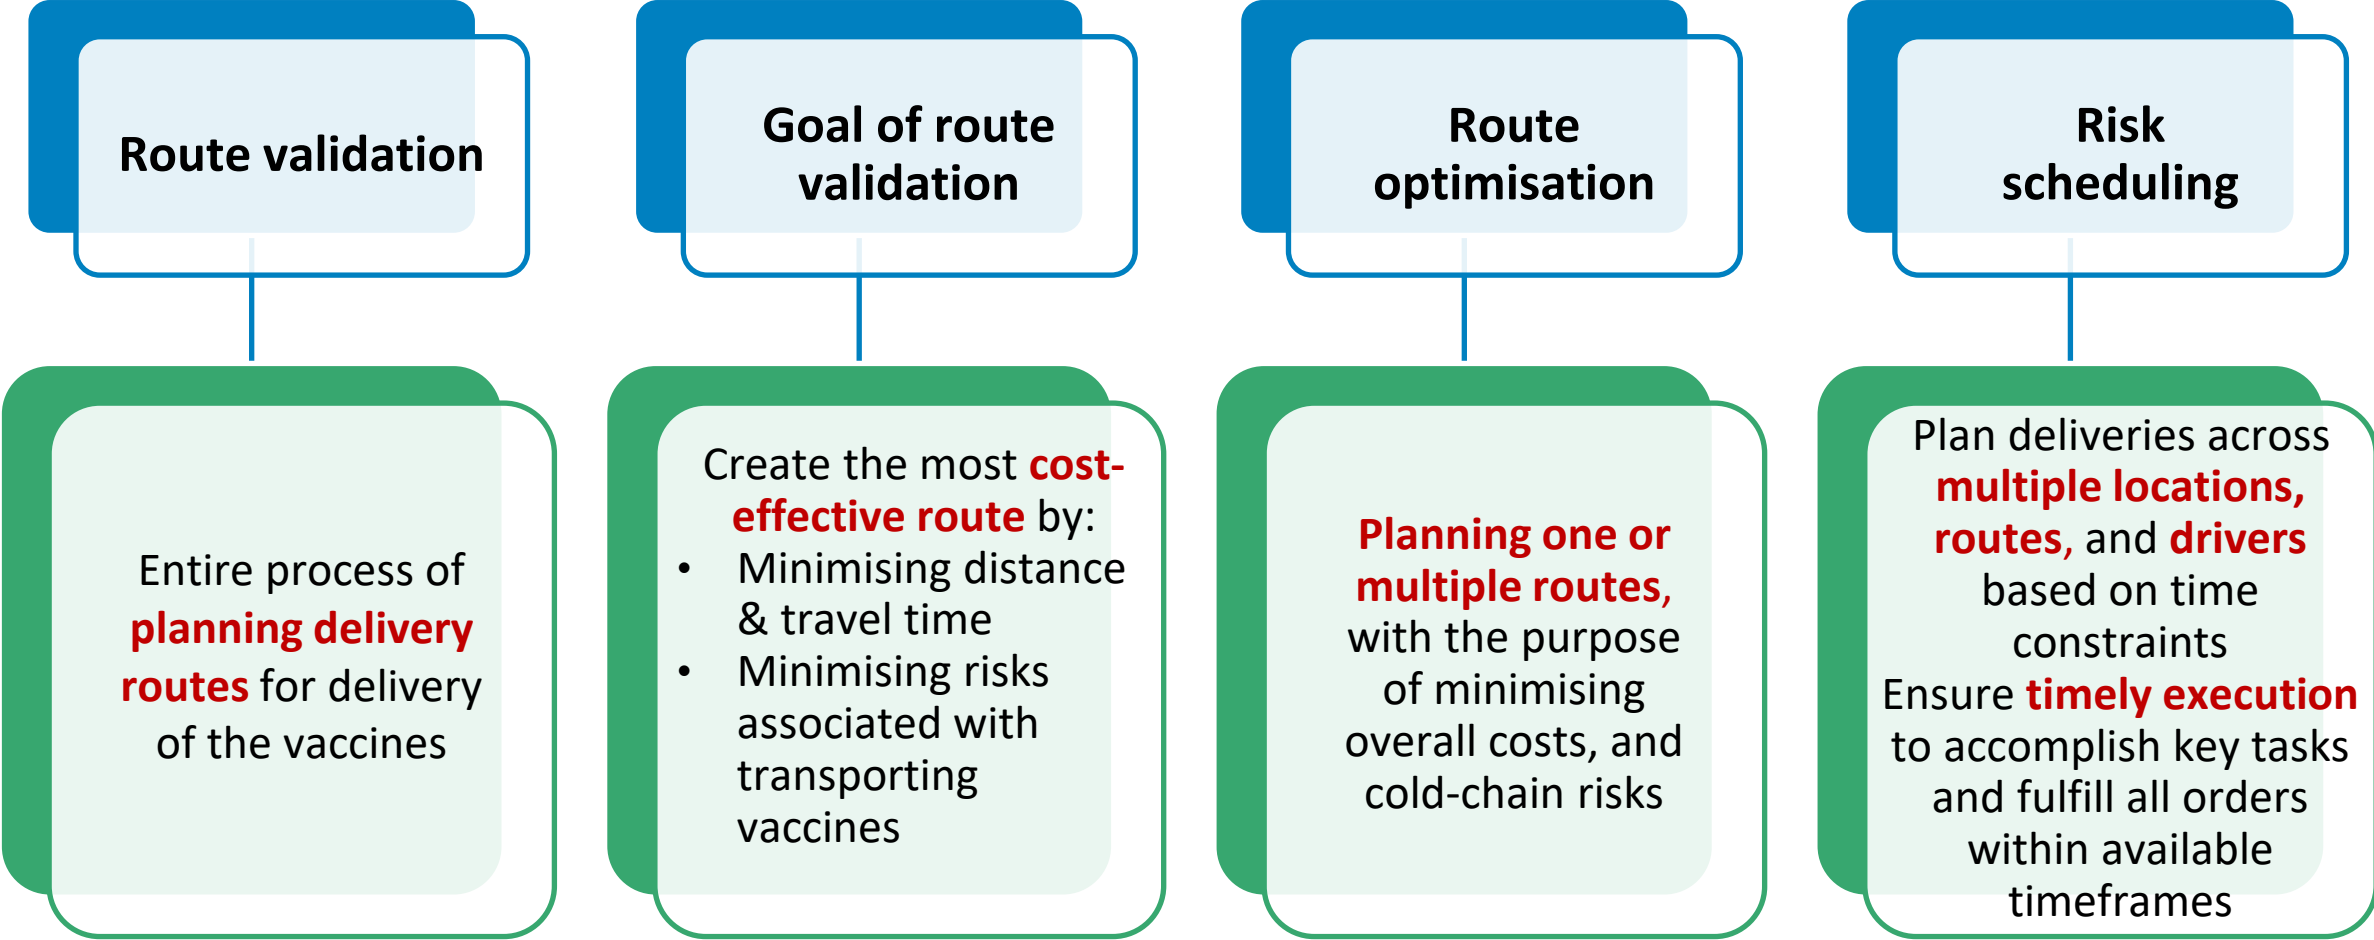 Route validation
Entire process of
planning delivery
routes for delivery
of the vaccines
Goal of route
validation
Create the most cost-
effective route by:
• Minimising distance
& travel time
• Minimising risks
associated with
transporting
vaccines
Route
optimisation
Planning one or
multiple routes,
with the purpose
of minimising
overall costs, and
cold-chain risks
Risk
scheduling
Plan deliveries across
multiple locations,
routes, and drivers
based on time
constraints
Ensure timely execution
to accomplish key tasks
and fulfill all orders
within available
timeframes